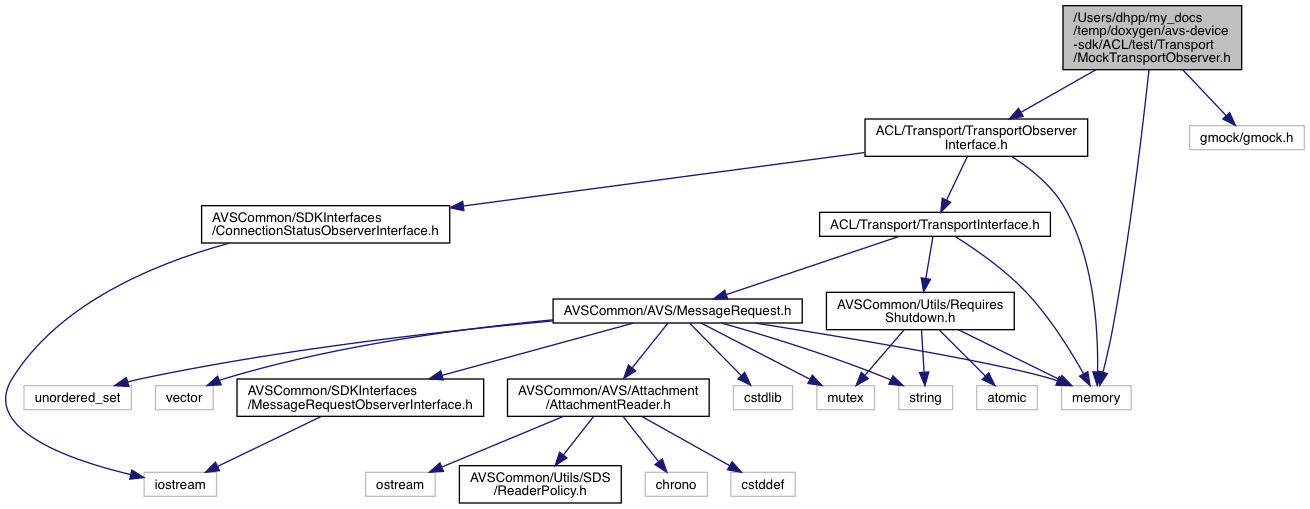 /Users/dhpp/my_docs
/temp/doxygen/avs-device
-sdk/ACL/test/Transport
/MockTransportObserver.h
ACL/Transport/TransportObserver
Interface.h
gmock/gmock.h
AVSCommon/SDKInterfaces
/ConnectionStatusObserverInterface.h
ACL/Transport/TransportInterface.h
AVSCommon/AVS/MessageRequest.h
AVSCommon/Utils/Requires
Shutdown.h
unordered_set
vector
AVSCommon/SDKInterfaces
/MessageRequestObserverInterface.h
AVSCommon/AVS/Attachment
/AttachmentReader.h
cstdlib
mutex
string
atomic
memory
iostream
ostream
AVSCommon/Utils/SDS
/ReaderPolicy.h
chrono
cstddef